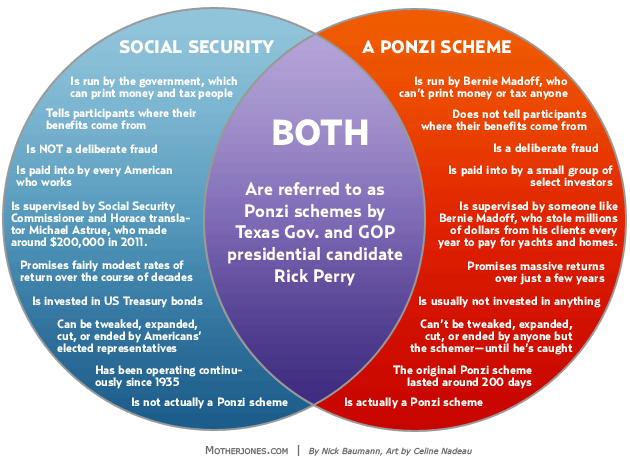 SOCIAL SECURITY
Is run by the government, which
can print money and tax people
Tells participants where their
benefits come from
Is NOT a deliberate fraud
Is paid into by every American
who works
Is supervised by Social Security
Commissioner and Horace transla-
tor Michael Astrue, who made
around $200,000 in 2011.
Promises fairly modest rates of
return over the course of decades
Is invested in US Treasury bonds
Can be tweaked, expanded,
cut, or ended by Americans’
elected representatives
Has been operating continu-
ously since 1935
Is not actually a Ponzi scheme
BOTH
Are referred to as
Ponzi schemes by
Texas Gov. and GOP
presidential candidate
Rick Perry
A PONZI SCHEME
Is run by Bernie Madoff, who
can’t print money or tax anyone
Does not tell participants
where their benefits come from
Is a deliberate fraud
Is paid into by a small group of
select investors
Is supervised by someone like
Bernie Madoff, who stole millions
of dollars from his clients every
year to pay for yachts and homes.
Promises massive returns
over just a few years
Is usually not invested in anything
Can’t be tweaked, expanded,
cut, or ended by anyone but
the schemer—until he’s caught
The original Ponzi scheme
lasted around 200 days
Is actually a Ponzi scheme
MOTHERJONES.COM | By Nick Baumann, Art by Celine Nadeau